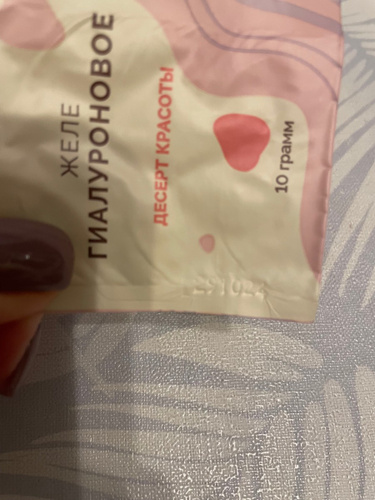 ЖЕЛЕ
ГИАЛУРОНОВОЕ
ДЕСЕРТ КРАСОТЫ
10 грамм